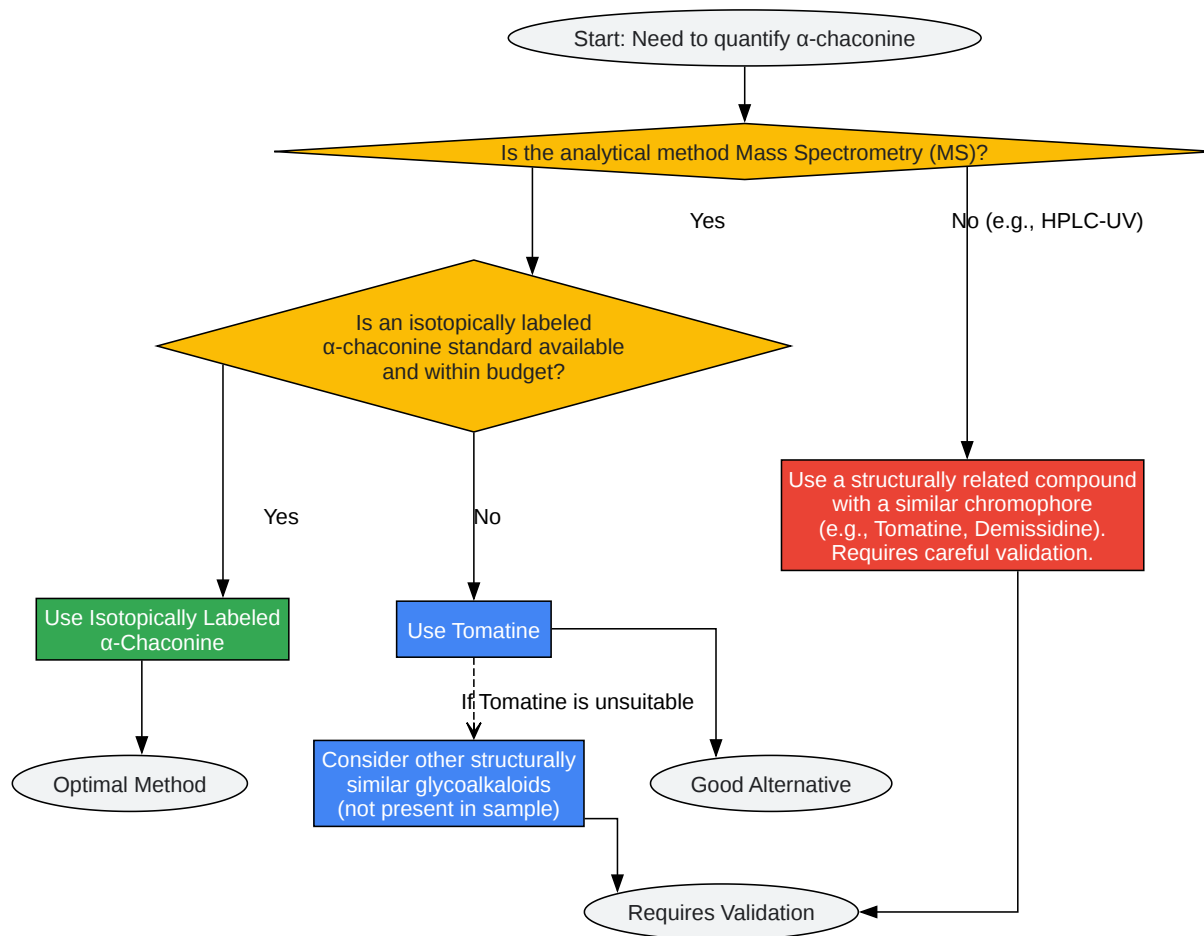 Start: Need to quantify α-chaconine
Is the analytical method Mass Spectrometry (MS)?
Yes
No (e.g., HPLC-UV)
Is an isotopically labeled
α-chaconine standard available
and within budget?
Use a structurally related compound
with a similar chromophore
(e.g., Tomatine, Demissidine).
Requires careful validation.
Yes
No
Use Isotopically Labeled
α-Chaconine
Use Tomatine
If Tomatine is unsuitable
Consider other structurally
similar glycoalkaloids
(not present in sample)
Optimal Method
Good Alternative
Requires Validation